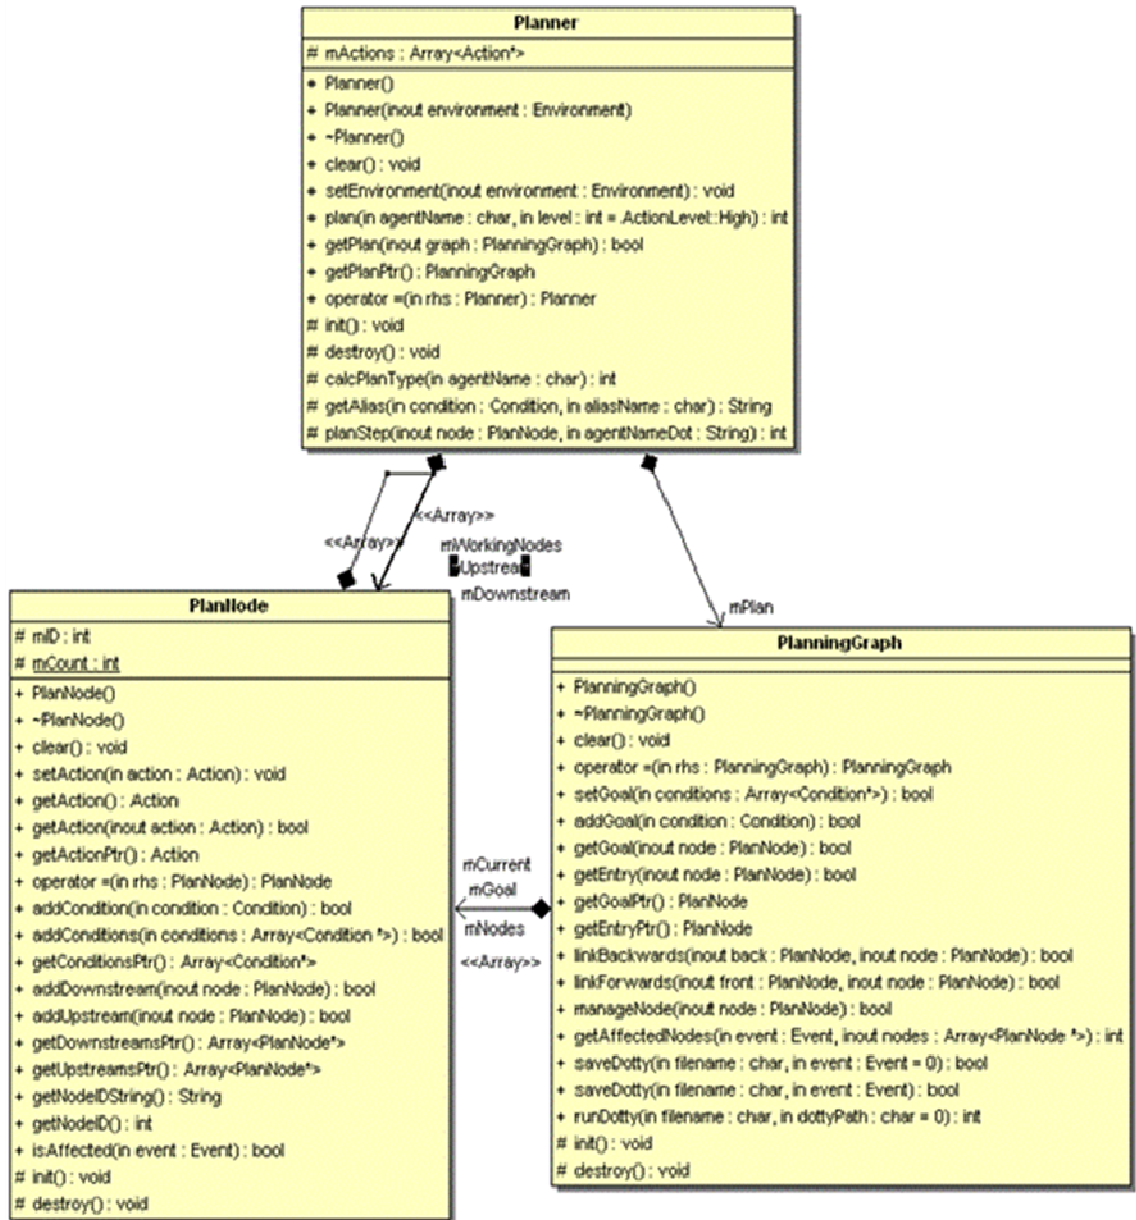 Planner
# mActions : Array<Action*>
+ Planner()
+ Planner(inout environment : Environment)
+ ~Planner()
+ clear() : void
+ setEnvironment(inout environment : Environment) : void
+ plan(in agentName : char, in level : int = ActionLevel::High) : int
+ getPlan(inout graph : PlanningGraph) : bool
+ getPlanPtr() : PlanningGraph
+ operator =(in rhs : Planner) : Planner
# init() : void
# destroy() : void
# calcPlanType(in agentName : char) : int
# getAlias(in condition : Condition, in aliasName : char) : String
# planStep(inout node : PlanNode, in agentNameDot : String) : int
<<Array>>
<<Array>>
mWorkingNodes
Upstrea
mDownstream
mPlan
PlanNode
# mID : int
# mCount : int
+ PlanNode()
+ ~PlanNode()
+ clear() : void
+ setAction(in action : Action) : void
+ getAction() : Action
+ getAction(inout action : Action) : bool
+ getActionPtr() : Action
+ operator =(in rhs : PlanNode) : PlanNode
+ addCondition(in condition : Condition) : bool
+ addConditions(in conditions : Array<Condition *>) : bool
+ getConditionsPtr() : Array<Condition*>
+ addDownstream(inout node : PlanNode) : bool
+ addUpstream(inout node : PlanNode) : bool
+ getDownstreamsPtr() : Array<PlanNode*>
+ getUpstreamsPtr() : Array<PlanNode*>
+ getNodeIDString() : String
+ getNodeID() : int
+ isAffected(in event : Event) : bool
# init() : void
# destroy() : void
mCurrent
mGoal
mNodes
<<Array>>
PlanningGraph
+ PlanningGraph()
+ ~PlanningGraph()
+ clear() : void
+ operator =(in rhs : PlanningGraph) : PlanningGraph
+ setGoal(in conditions : Array<Condition*>) : bool
+ addGoal(in condition : Condition) : bool
+ getGoal(inout node : PlanNode) : bool
+ getEntry(inout node : PlanNode) : bool
+ getGoalPtr() : PlanNode
+ getEntryPtr() : PlanNode
+ linkBackwards(inout back : PlanNode, inout node : PlanNode) : bool
+ linkForwards(inout front : PlanNode, inout node : PlanNode) : bool
+ manageNode(inout node : PlanNode) : bool
+ getAffectedNodes(in event : Event, inout nodes : Array<PlanNode *>) : int
+ saveDotty(in filename : char, in event : Event = 0) : bool
+ saveDotty(in filename : char, in event : Event) : bool
+ runDotty(in filename : char, in dottyPath : char = 0) : int
# init() : void
# destroy() : void